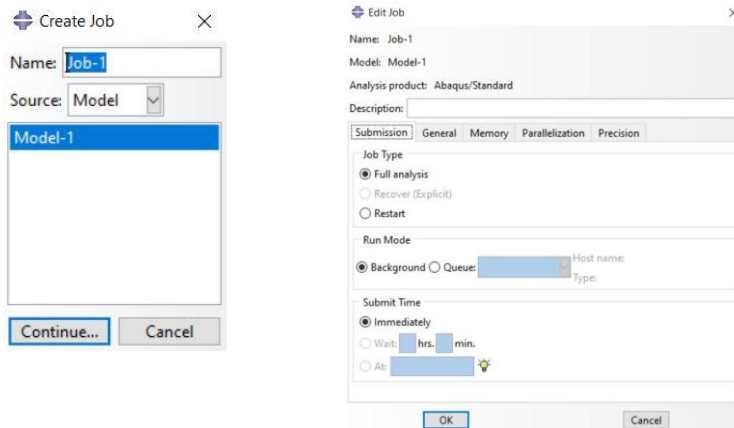 Create Job
Name: Job-1
Source: Model
Model-1
Continue... Cancel
Edit Job
Name: Job-1
Model: Model-1
Analysis product: Abaqus/Standard
Description:
Submission General Memory Parallelization Precision
Job Type
Full analysis
Recover (Explicit)
Restart
Run Mode
Background Queue: Host name:
Type:
Submit Time
Immediately
Wait: hrs. min.
At:
OK Cancel